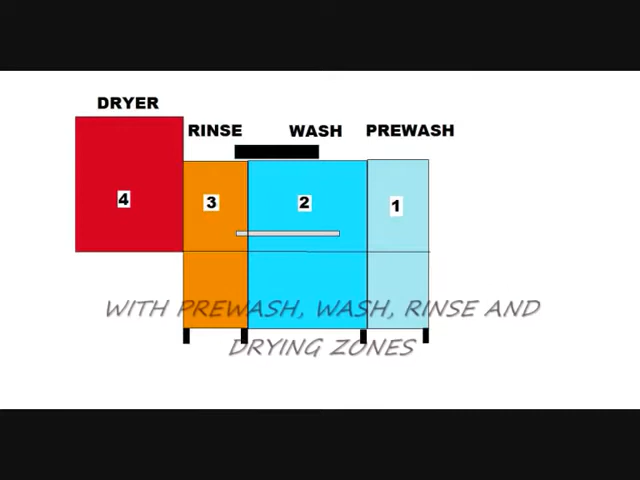 DRYER
RINSE
WASH
PREWASH
4
3
2
1
WITH PREWASH, WASH, RINSE AND
DRYING ZONES